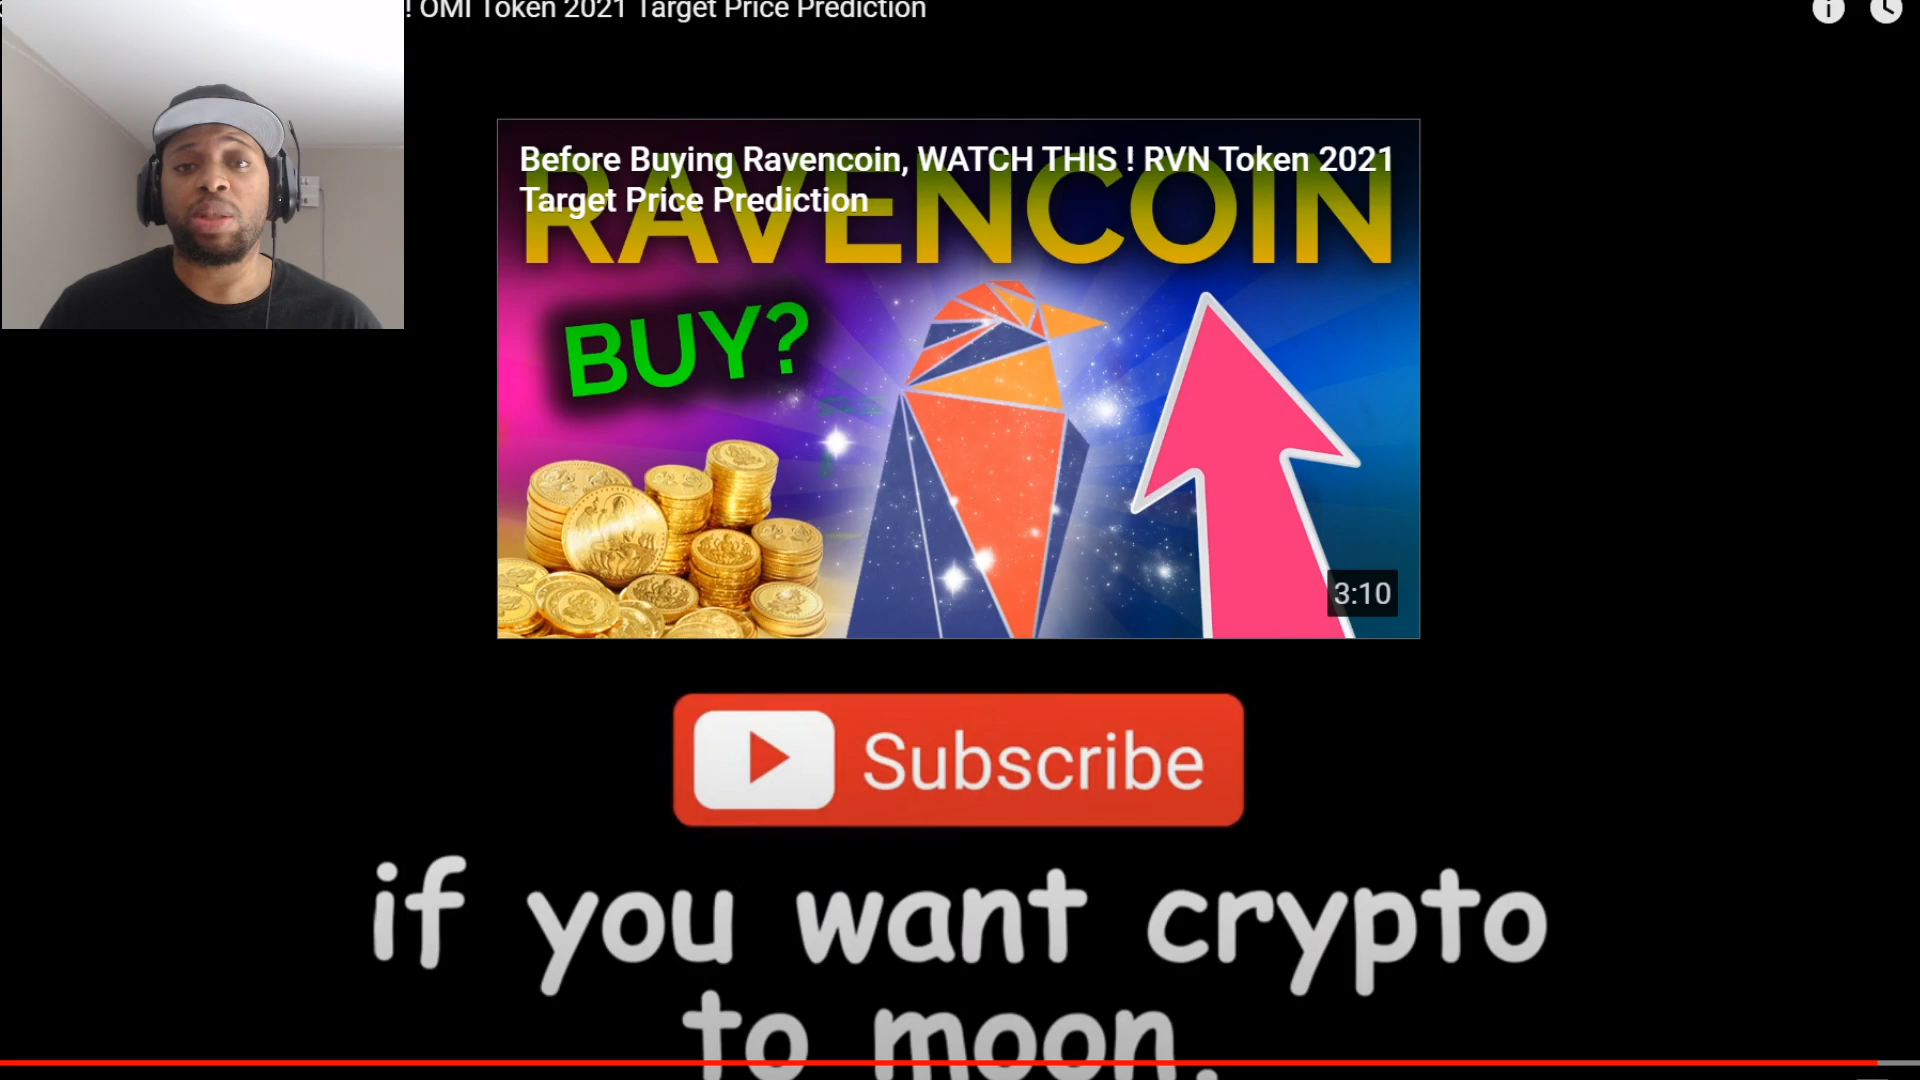 ! OMI Token 2021 Target Price Prediction
Before Buying Ravencoin, WATCH THIS ! RVN Token 2021
Target Price Prediction
RAVENCOIN
BUY?
3:10
Subscribe
if you want crypto
to moon.